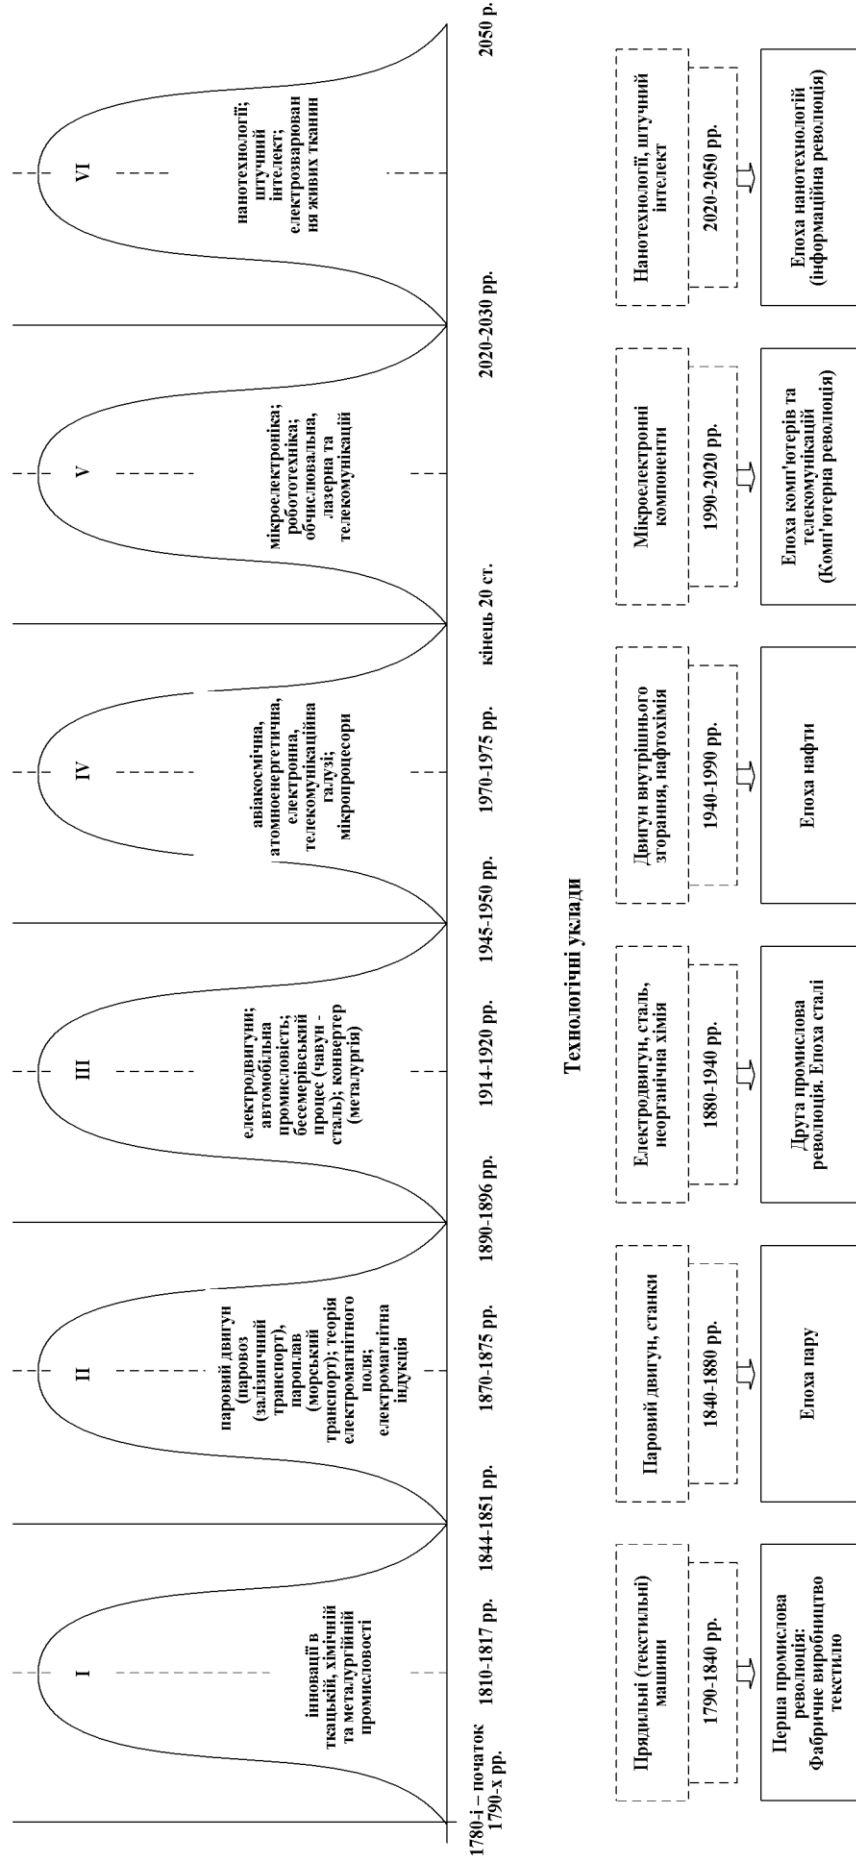 I
інновації в
ткацькій, хімічній
та металургійній
промисловості
II
паровий двигун
(паровоз
(залізничний
транспорт),
пароплав
(морський
транспорт); теорія
електромагнітного
поля;
електромагнітна
індукція
III
електродвигуни;
автомобільна
промисловість;
бесемерівський
процес (чавун -
сталь); конвертер
(металургія)
IV
авіакосмічна,
атомноенергетична,
електронна,
телекомунікаційна
галузі;
мікропроцесори
V
мікроелектроніка;
робототехніка;
обчислювальна,
лазерна та
телекомунікацій
VI
нанотехнології;
штучний
інтелект;
електрозварюван
ня живих тканин
1780-і – початок
1790-х рр.
1810-1817 рр.
1844-1851 рр.
1870-1875 рр.
1890-1896 рр.
1914-1920 рр.
1945-1950 рр.
1970-1975 рр.
кінець 20 ст.
2020-2030 рр.
2050 р.
Технологічні уклади
Прядильні (текстильні)
машини
1790-1840 рр.
Перша промислова
революція:
Фабричне виробництво
текстилю
Паровий двигун, станки
1840-1880 рр.
Епоха пару
Електродвигун, сталь,
неорганічна хімія
1880-1940 рр.
Друга промислова
революція. Епоха сталі
Двигун внутрішнього
згорання, нафтохімія
1940-1990 рр.
Епоха нафти
Мікроелектронні
компоненти
1990-2020 рр.
Епоха комп'ютерів та
телекомунікацій
(Комп'ютерна революція)
Нанотехнології, штучний
інтелект
2020-2050 рр.
Епоха нанотехнологій
(інформаційна революція)